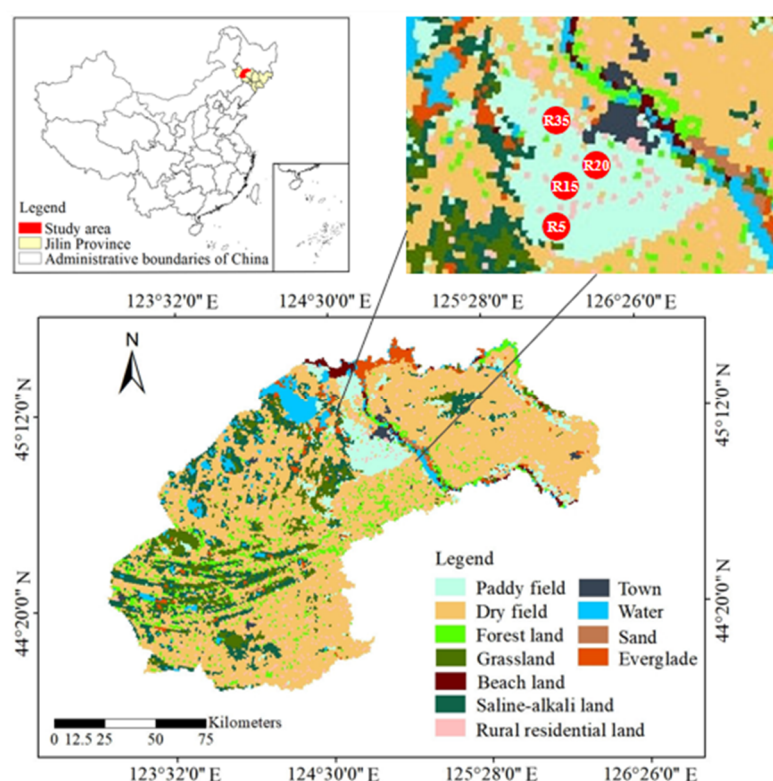 Legend
Study area
Jilin Province
Administrative boundaries of China
R35
R20
R15
R5
123°32'0" E
124°30'0" E
125°28'0" E
126°26'0" E
N
45°12'0" N
45°12'0" N
44°20'0" N
44°20'0" N
Legend
Paddy field
Town
Dry field
Water
Forest land
Sand
Grassland
Everglade
Beach land
Saline-alkali land
Rural residential land
Kilometers
0 12.5 25 50 75
123°32'0" E
124°30'0" E
125°28'0" E
126°26'0" E